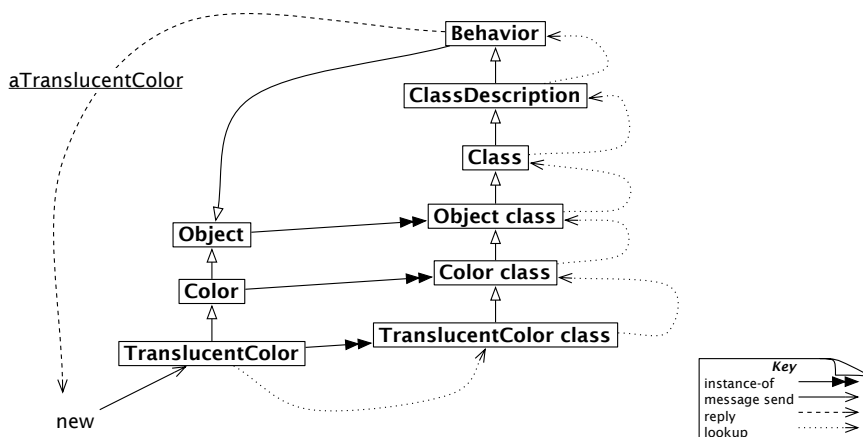 Behavior
aTranslucentColor
ClassDescription
Class
Object class
Object
Color class
Color
TranslucentColor class
TranslucentColor
new
Key
instance-of
message send
reply
lookup